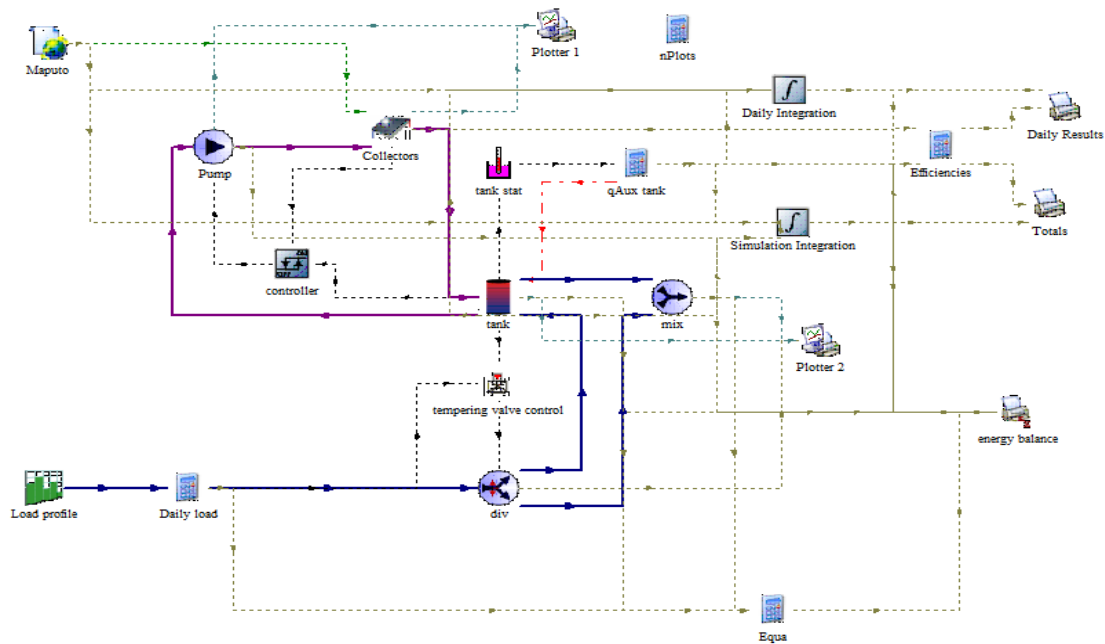 Plotter 1
nPlots
Maputo
Daily Integration
Daily Results
Collectors
Pump
Efficiencies
tank stat
qAux tank
Totals
Simulation Integration
controller
tank
mix
Plotter 2
tempering valve control
energy balance
Load profile
Daily load
div
Equa